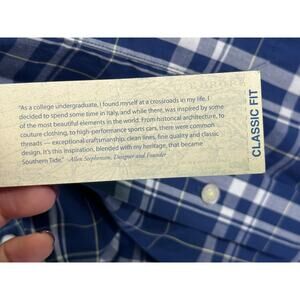 "As a college undergraduate, I found myself at a crossroads in my life. I
decided to spend some time in Italy, and while there, was inspired by some
of the most beautiful elements in the world. From historical architecture, to
couture clothing, to high-performance sports cars, there were common
threads — exceptional craftsmanship, clean lines, fine quality and classic
design. It's this inspiration, blended with my heritage, that became
Southern Tide." -Allen Stephenson, Designer and Founder
CLASSIC FIT